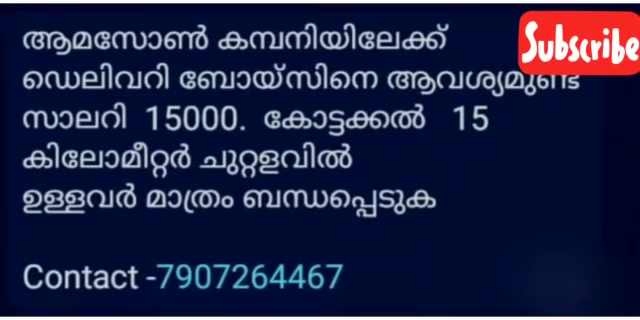 ആമസോൺ കമ്പനിയിലേക്ക്
ഡെലിവറി ബോയ്സിനെ ആവശ്യമുണ്ട്
സാലറി 15000. കോട്ടക്കൽ 15
കിലോമീറ്റർ ചുറ്റളവിൽ
ഉള്ളവർ മാത്രം ബന്ധപ്പെടുക
Contact -7907264467
Subscribe